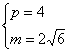 p = 4
m = 2√6